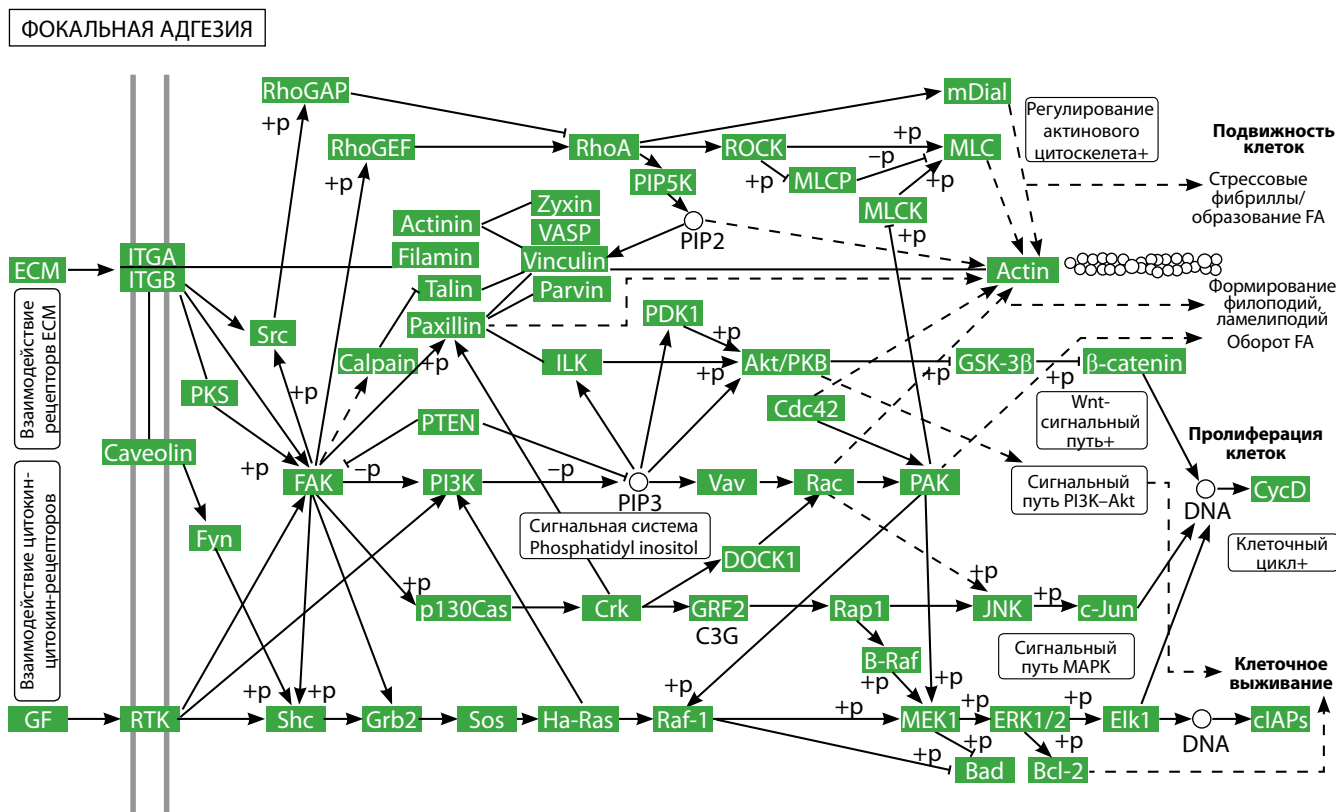 ФОКАЛЬНАЯ АДГЕЗИЯ
RhoGAP
mDial
+p
Регулирование
актинового
цитоскелета+
Подвижность
клеток
RhoGEF
RhoA
ROCK
+p
MLC
+p
PIP5K
+p
MLCP
–p
+p
Стрессовые
фибриллы/
образование FA
Zyxin
MLCK
Actinin
VASP
PIP2
+p
ECM
ITGA
ITGB
Filamin
Vinculin
Actin
Talin
Parvin
Формирование
филоподий,
ламелиподий
Взаимодействие
рецепторов ECM
Src
Paxillin
PDK1
+p
Оборот FA
Calpain
+p
ILK
+p
Akt/PKB
GSK-3β
+p
β-catenin
PKS
+p
PTEN
Cdc42
Wnt-
сигнальный
путь+
Caveolin
Пролиферация
клеток
+p
FAK
–p
PI3K
–p
PIP3
Vav
Rac
PAK
Сигнальный
путь PI3K–Akt
DNA
CycD
Взаимодействие цитокин-
цитокин-рецепторов
Fyn
Сигнальная система
Phosphatidyl inositol
DOCK1
Клеточный
цикл+
+p
p130Cas
Crk
GRF2
C3G
Rap1
+p
JNK
+p
c-Jun
B-Raf
+p
+p
Сигнальный
путь MAPK
Клеточное
выживание
GF
RTK
+p
+p
Shc
Grb2
Sos
Ha-Ras
+p
Raf-1
+p
MEK1
+p
ERK1/2
+p
Elk1
DNA
cIAPs
+p
+p
+p
Bad
Bcl-2